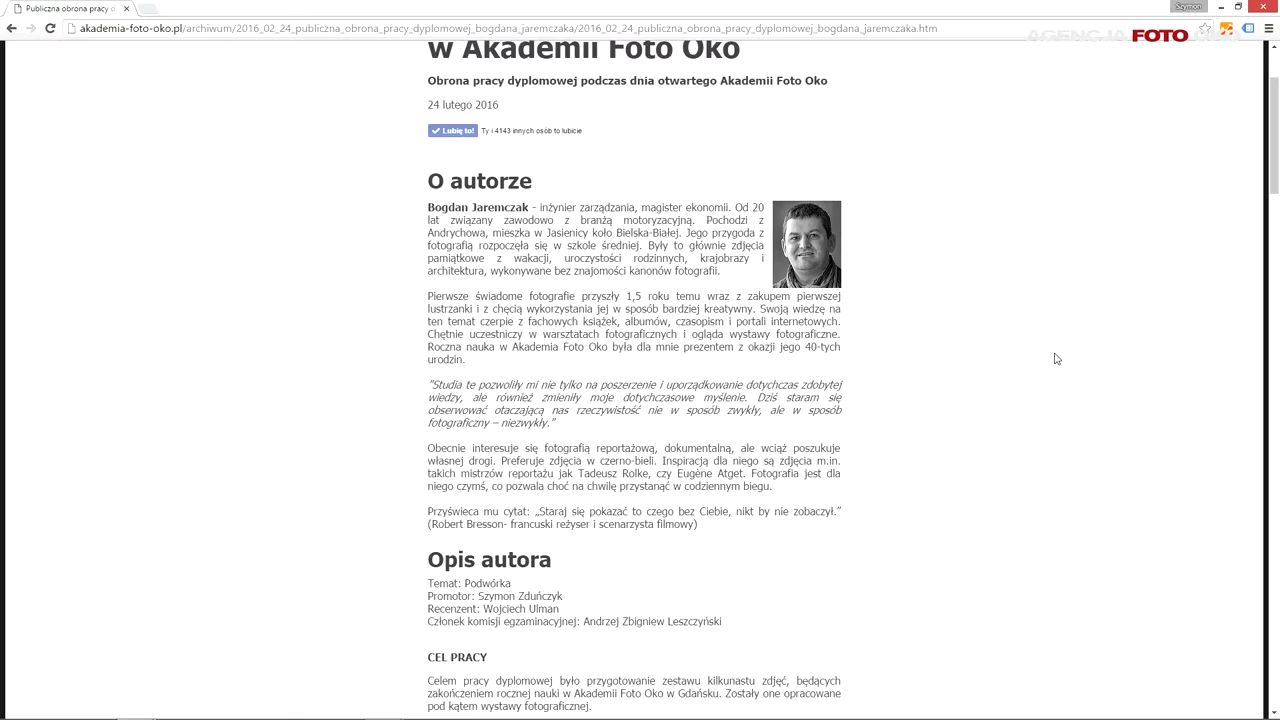 Publiczna obrona pracy d
Szymon
akademia-foto-oko.pl/archiwum/2016_02_24_publiczna_obrona_pracy_dyplomowej_bogdana_jaremczaka/2016_02_24_publiczna_obrona_pracy_dyplomowej_bogdana_jaremczaka.htm
AGENCJA FOTO
w Akademii Foto Oko
Obrona pracy dyplomowej podczas dnia otwartego Akademii Foto Oko
24 lutego 2016
Lubię to! Ty i 4143 innych osób to lubicie
O autorze
Bogdan Jaremczak - inżynier zarządzania, magister ekonomii. Od 20
lat związany zawodowo z branżą motoryzacyjną. Pochodzi z
Andrychowa, mieszka w Jasienicy koło Bielska-Białej. Jego przygoda z
fotografią rozpoczęła się w szkole średniej. Były to głównie zdjęcia
pamiątkowe z wakacji, uroczystości rodzinnych, krajobrazy i
architektura, wykonywane bez znajomości kanonów fotografii.
Pierwsze świadome fotografie przyszły 1,5 roku temu wraz z zakupem pierwszej
lustrzanki i z chęcią wykorzystania jej w sposób bardziej kreatywny. Swoją wiedzę na
ten temat czerpie z fachowych książek, albumów, czasopism i portali internetowych.
Chętnie uczestniczy w warsztatach fotograficznych i ogląda wystawy fotograficzne.
Roczna nauka w Akademia Foto Oko była dla mnie prezentem z okazji jego 40-tych
urodzin.
"Studia te pozwoliły mi nie tylko na poszerzenie i uporządkowanie dotychczas zdobytej
wiedzy, ale również zmieniły moje dotychczasowe myślenie. Dziś staram się
obserwować otaczającą nas rzeczywistość nie w sposób zwykły, ale w sposób
fotograficzny – niezwykły."
Obecnie interesuje się fotografią reportażową, dokumentalną, ale wciąż poszukuje
własnej drogi. Preferuje zdjęcia w czerno-bieli. Inspiracją dla niego są zdjęcia m.in.
takich mistrzów reportażu jak Tadeusz Rolke, czy Eugène Atget. Fotografia jest dla
niego czymś, co pozwala choć na chwilę przystanąć w codziennym biegu.
Przyświeca mu cytat: „Staraj się pokazać to czego bez Ciebie, nikt by nie zobaczył.”
(Robert Bresson- francuski reżyser i scenarzysta filmowy)
Opis autora
Temat: Podwórka
Promotor: Szymon Zduńczyk
Recenzent: Wojciech Ulman
Członek komisji egzaminacyjnej: Andrzej Zbigniew Leszczyński
CEL PRACY
Celem pracy dyplomowej było przygotowanie zestawu kilkunastu zdjęć, będących
zakończeniem rocznej nauki w Akademii Foto Oko w Gdańsku. Zostały one opracowane
pod kątem wystawy fotograficznej.